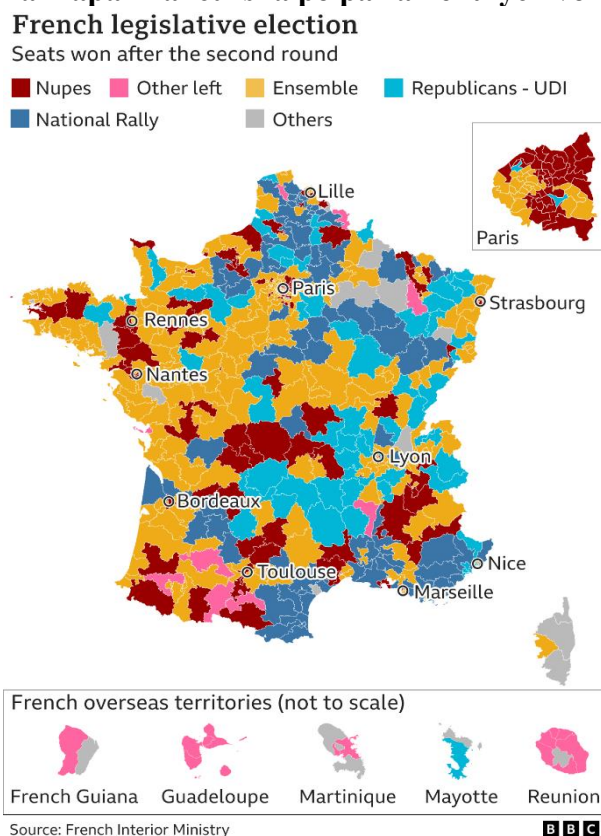 French legislative election
Seats won after the second round
Nupes Other left Ensemble Republicans - UDI
National Rally Others
Paris
Lille
Paris
Strasbourg
Rennes
Nantes
Lyon
Bordeaux
Toulouse
Nice
Marseille
French overseas territories (not to scale)
French Guiana Guadeloupe Martinique Mayotte Reunion
Source: French Interior Ministry
BBC